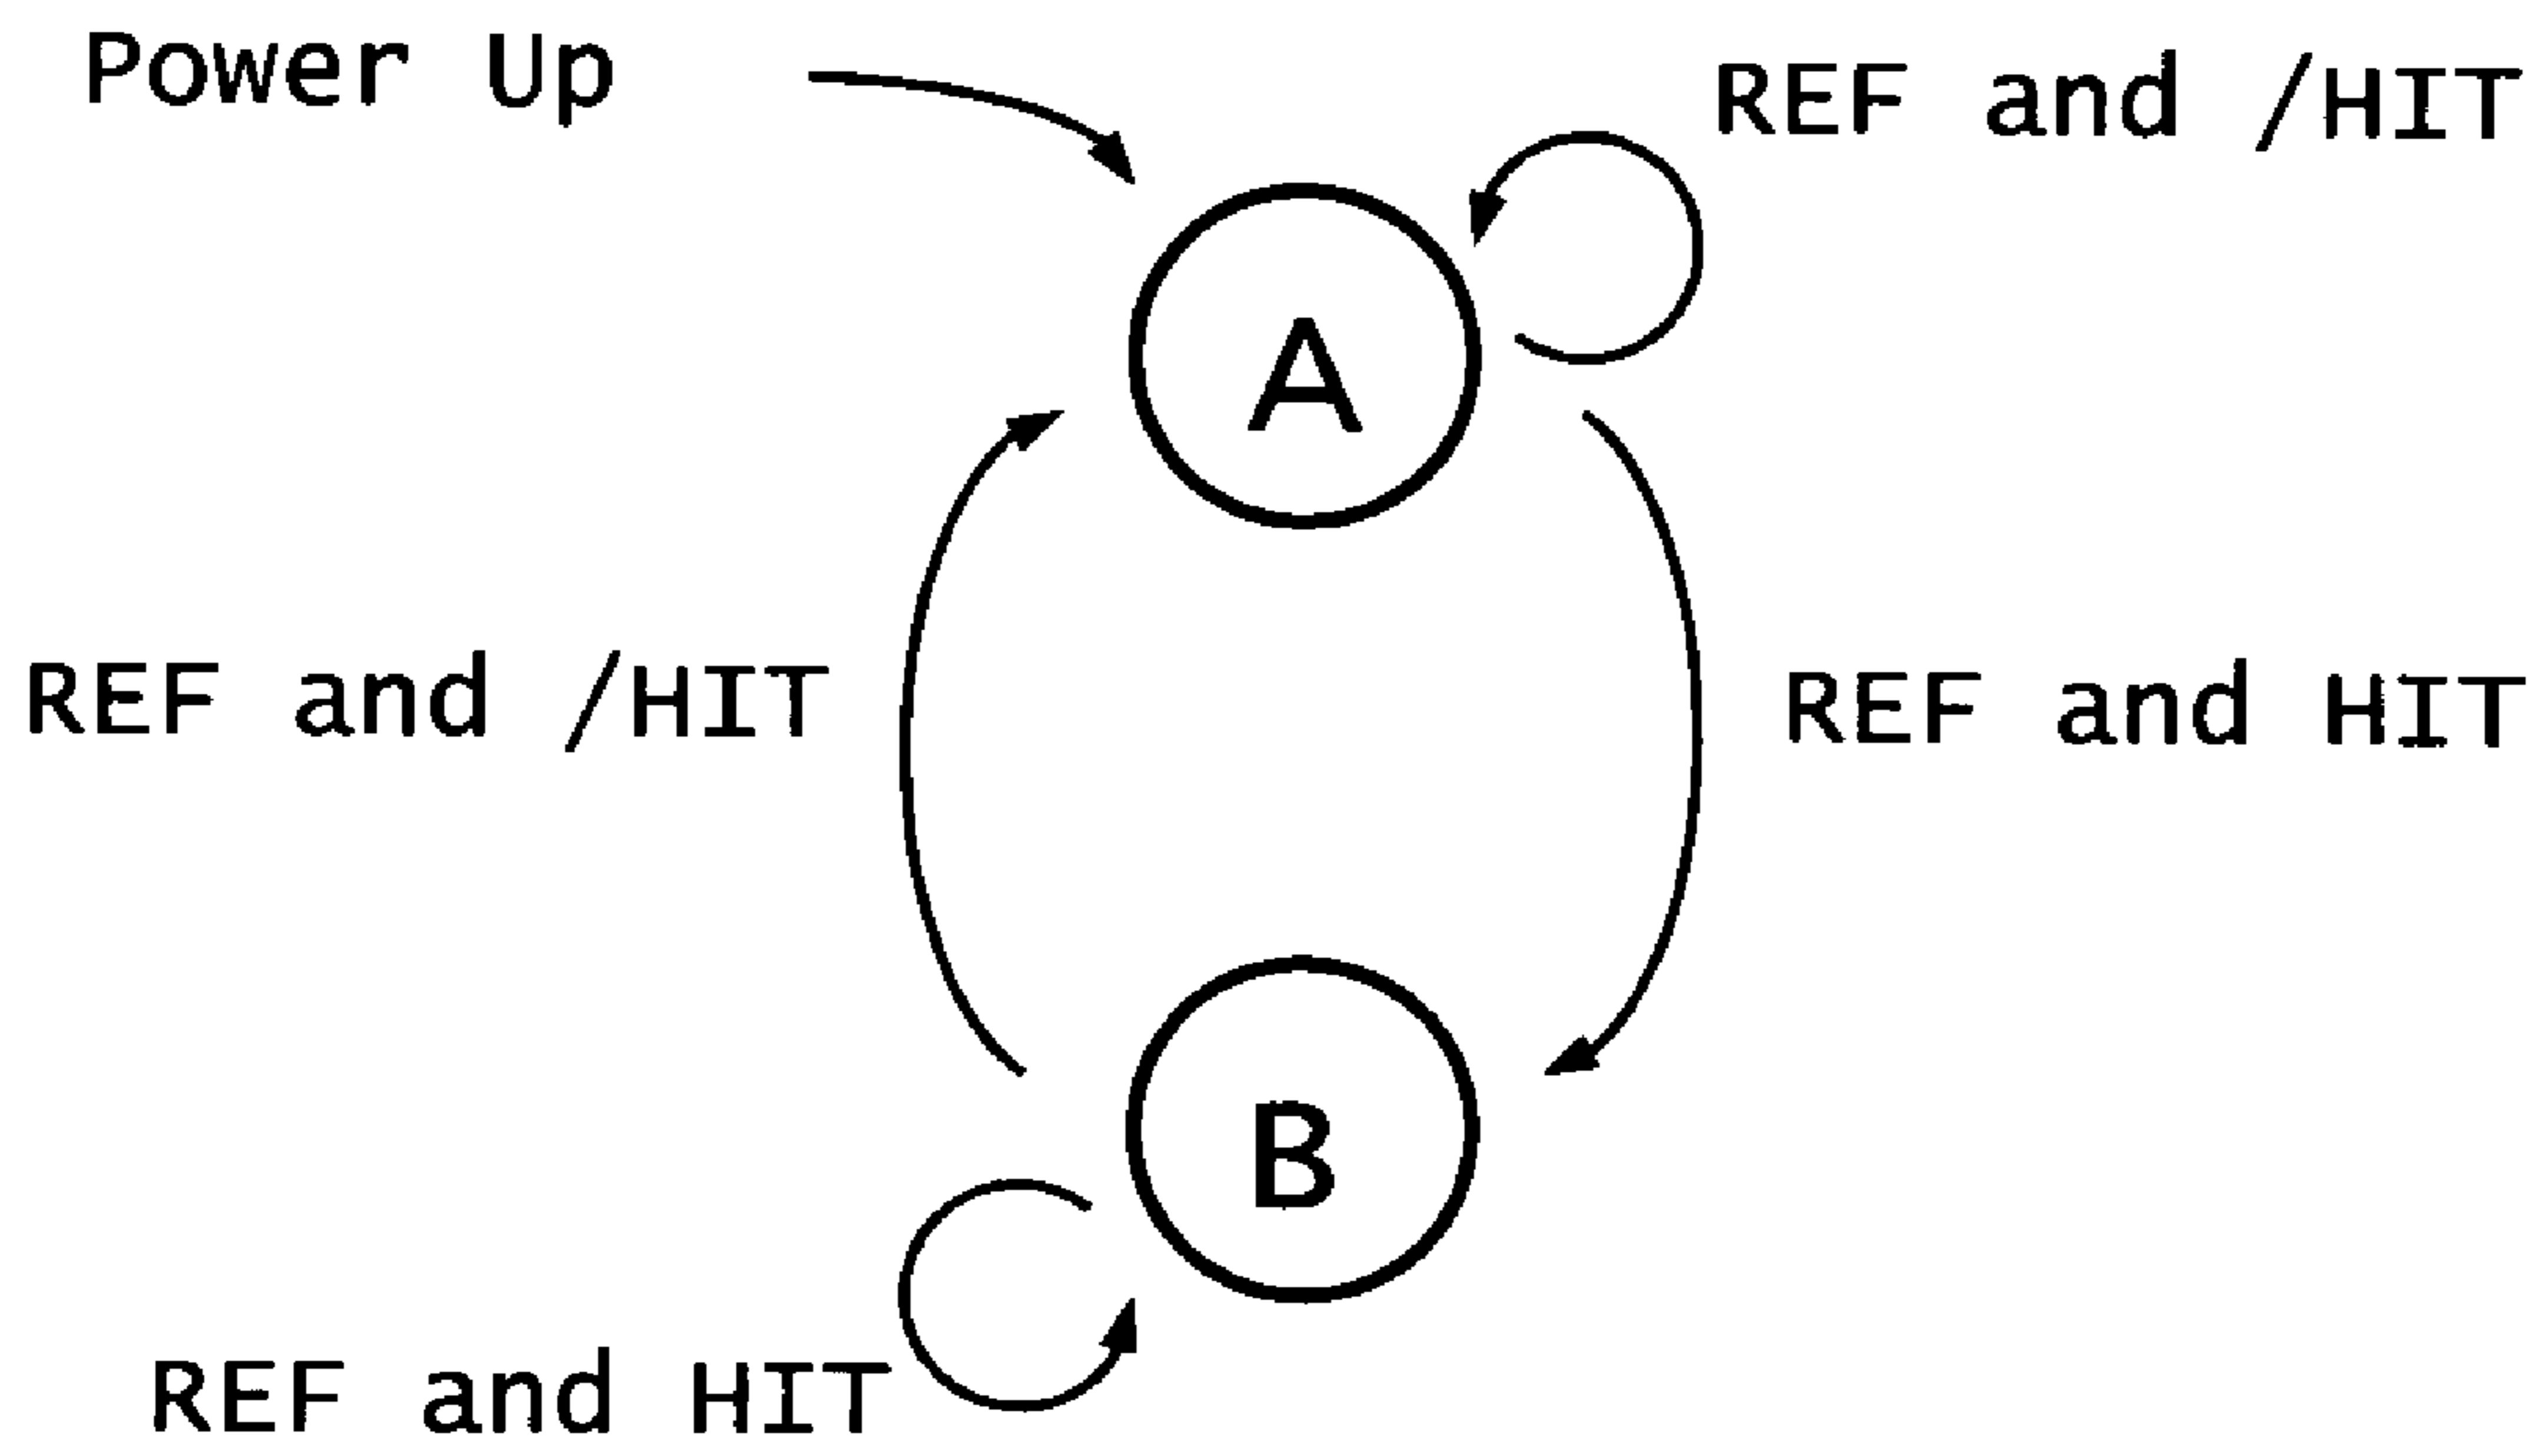 Power Up
REF and /HIT
A
REF and /HIT
REF and HIT
B
REF and HIT